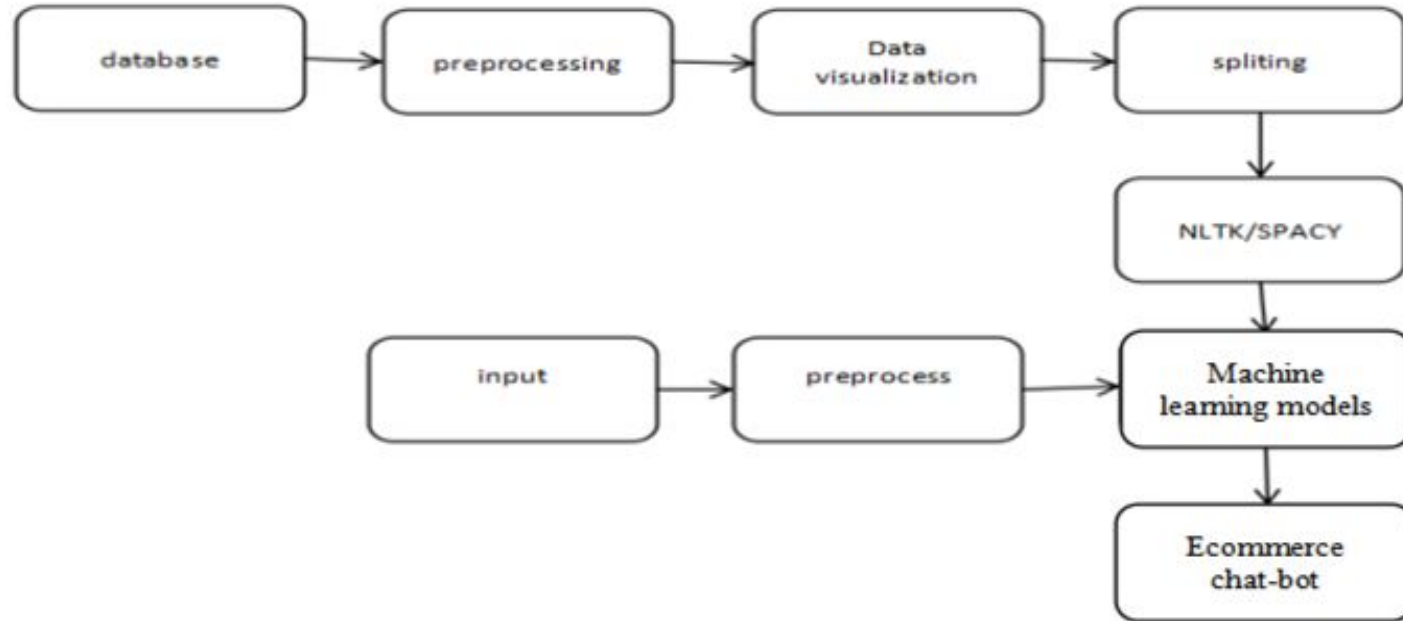 database
preprocessing
Data
visualization
spliting
NLTK/SPACY
input
preprocess
Machine
learning models
Ecommerce
chat-bot